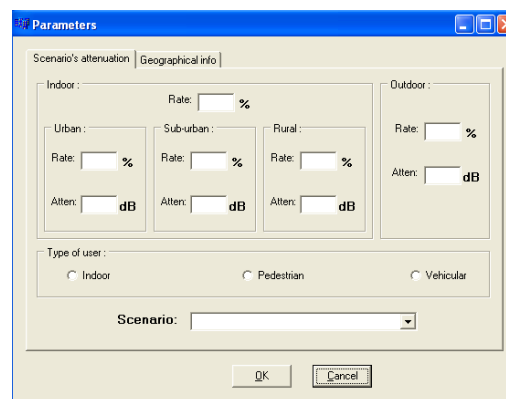 Parameters
Scenario's attenuation Geographical info
Indoor :
Rate: %
Urban :
Rate: %
Atten: dB
Sub-urban :
Rate: %
Atten: dB
Rural :
Rate: %
Atten: dB
Outdoor :
Rate: %
Atten: dB
Type of user :
Indoor Pedestrian Vehicular
Scenario:
OK Cancel